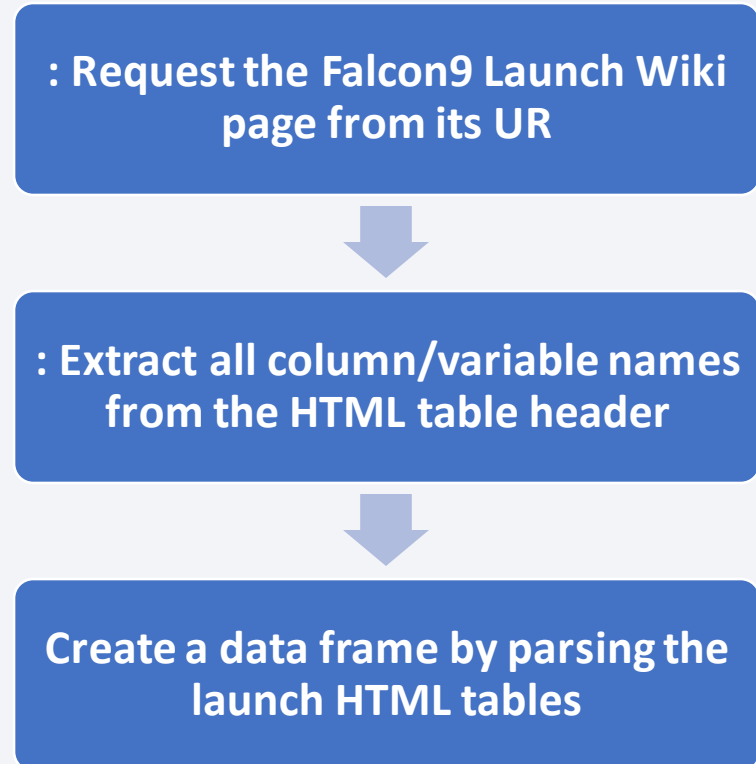 : Request the Falcon9 Launch Wiki
page from its UR
: Extract all column/variable names
from the HTML table header
Create a data frame by parsing the
launch HTML tables